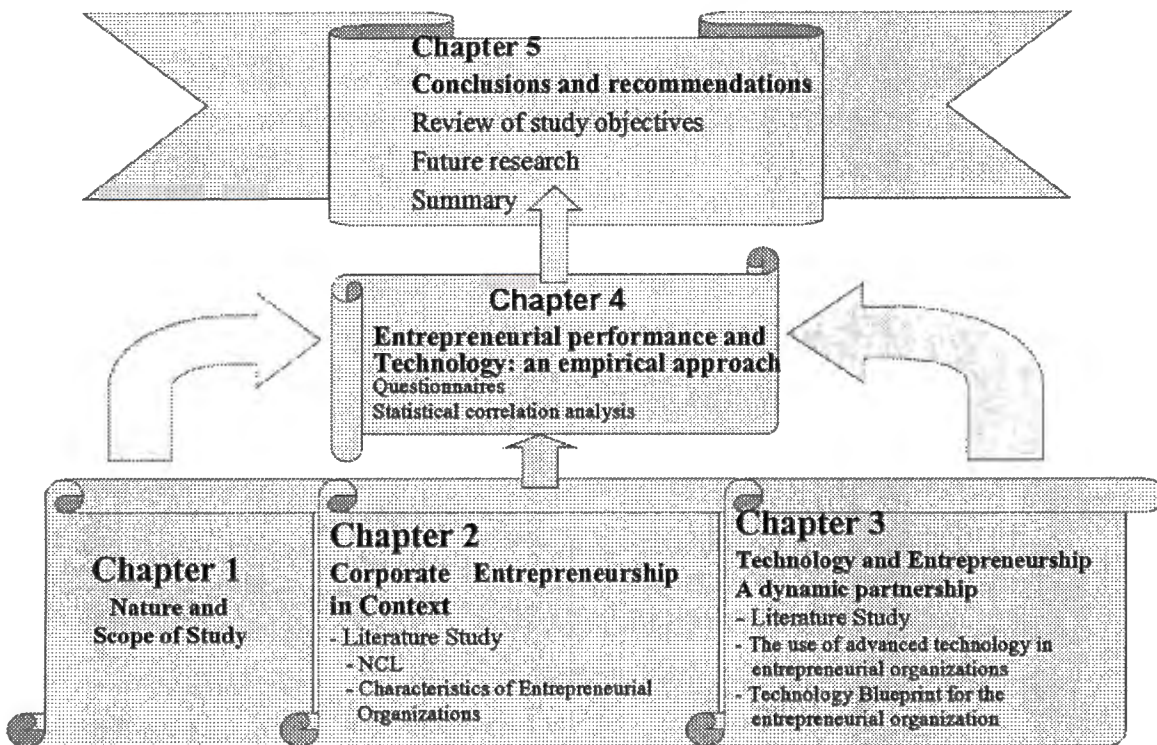 Chapter 5
Conclusions and recommendations
Review of study objectives
Future research
Summary
Chapter 4
Entrepreneurial performance and
Technology: an empirical approach
Questionnaires
Statistical correlation analysis
Chapter 1
Nature and
Scope of Study
Chapter 2
Corporate Entrepreneurship
in Context
- Literature Study
- NCL
- Characteristics of Entrepreneurial
Organizations
Chapter 3
Technology and Entrepreneurship
A dynamic partnership
- Literature Study
- The use of advanced technology in
entrepreneurial organizations
- Technology Blueprint for the
entrepreneurial organization